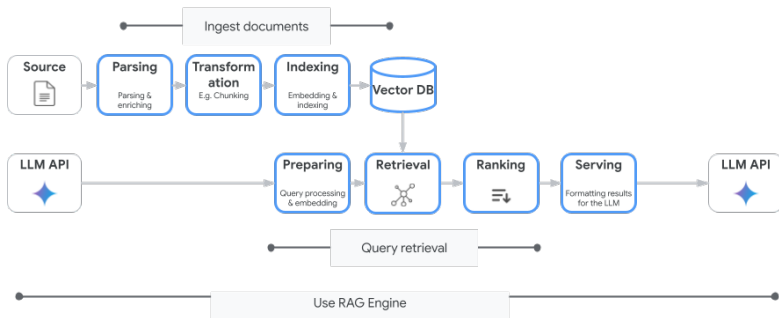 Ingest documents
Source
Parsing
Parsing &
enriching
Transform
ation
E.g. Chunking
Indexing
Embedding &
indexing
Vector DB
LLM API
Preparing
Query processing
& embedding
Retrieval
Ranking
Serving
Formatting results
for the LLM
LLM API
Query retrieval
Use RAG Engine